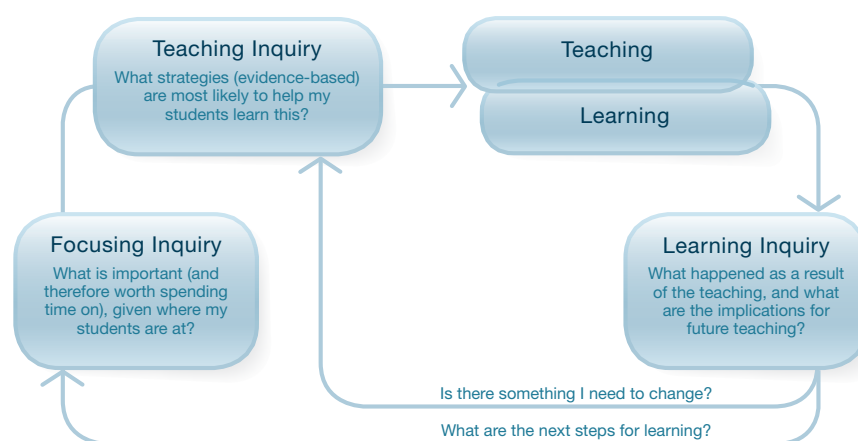 Teaching Inquiry
What strategies (evidence-based)
are most likely to help my
students learn this?
Teaching
Learning
Focusing Inquiry
What is important (and
therefore worth spending
time on), given where my
students are at?
Learning Inquiry
What happened as a result
of the teaching, and what
are the implications for
future teaching?
Is there something I need to change?
What are the next steps for learning?